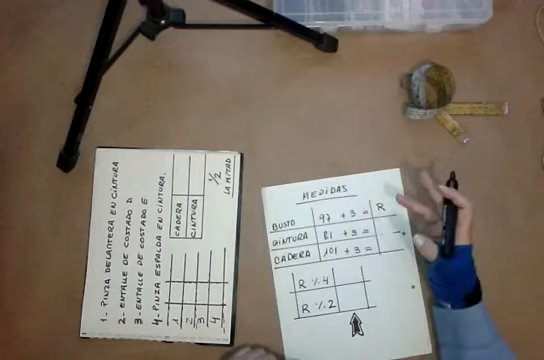 1- PINZA DELANTERA EN CINTURA
2- ENTALLE DE COSTADO D
3- ENTALLE DE COSTADO E
4- PINZA ESPALDA EN CINTURA.
CADERA
CINTURA
1/2
LA MITAD
1
2
3
4
MEDIDAS
BUSTO 97 + 3 = R
CINTURA 81 + 3 =
CADERA 101 + 3 =
R ٪. 4
R ٪. 2